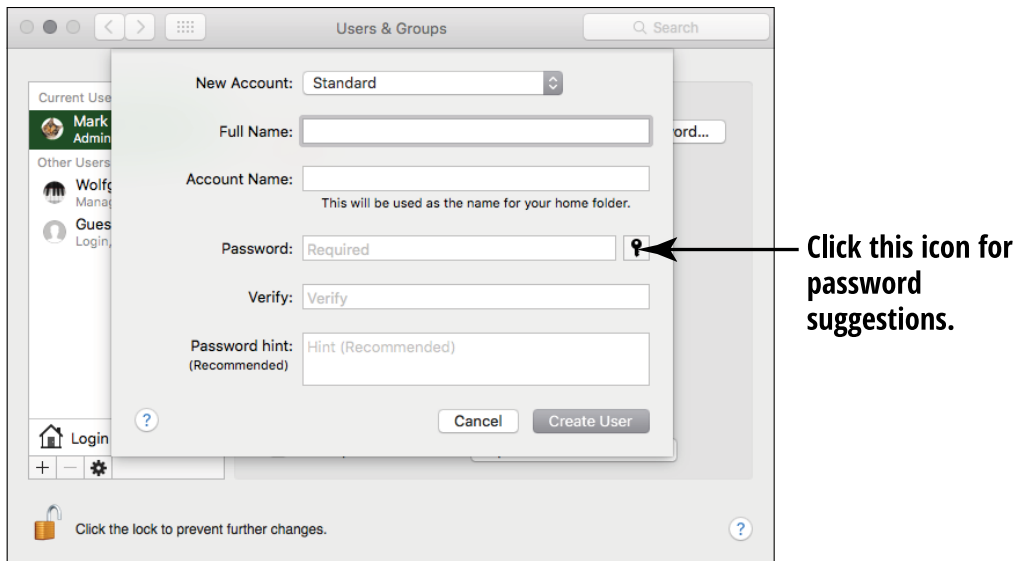 Users & Groups
Search
New Account: Standard
Current Use
Mark
Admin
Full Name:
ord...
Other Users
Wolfg
Manag
Account Name:
This will be used as the name for your home folder.
Gues
Login,
Password: Required
Click this icon for
password
suggestions.
Verify: Verify
Password hint: Hint (Recommended)
(Recommended)
? Cancel Create User
Login
+ −
Click the lock to prevent further changes.
?